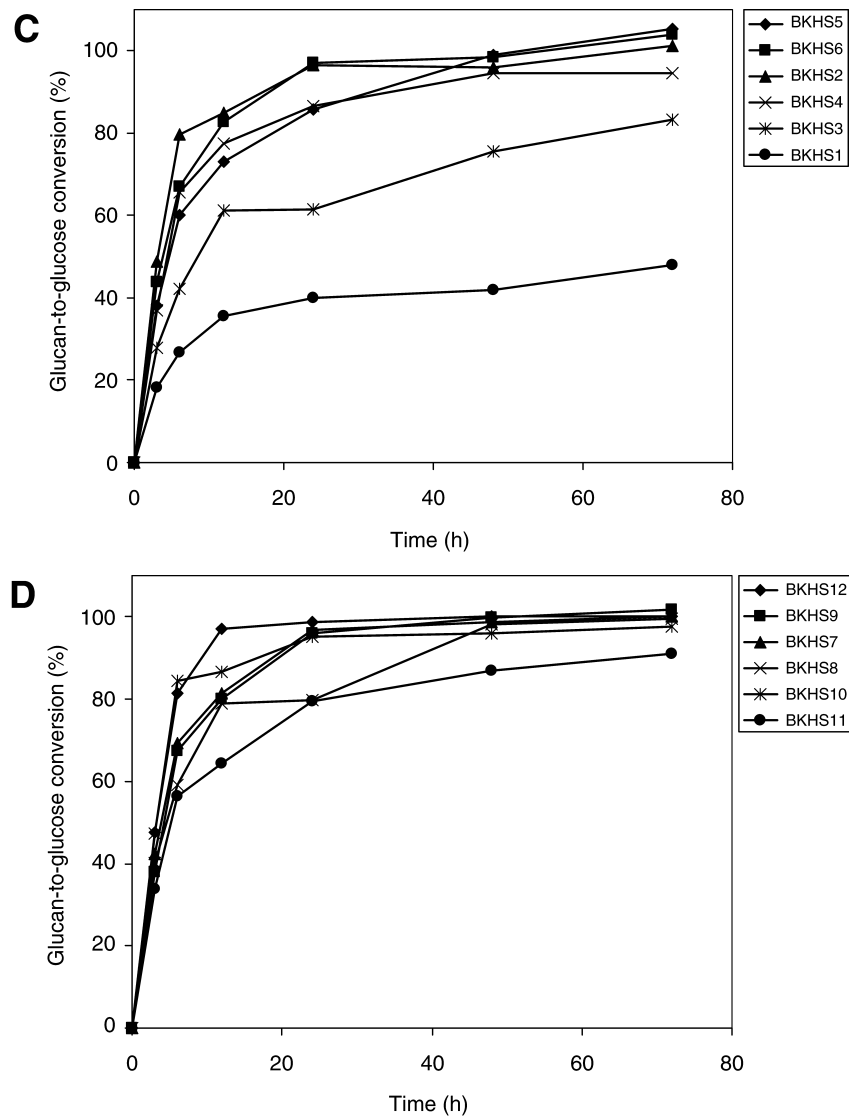 C
Glucan-to-glucose conversion (%)
100
80
60
40
20
0
0 20 40 60 80
Time (h)
BKHS5
BKHS6
BKHS2
BKHS4
BKHS3
BKHS1
D
Glucan-to-glucose conversion (%)
100
80
60
40
20
0
0 20 40 60 80
Time (h)
BKHS12
BKHS9
BKHS7
BKHS8
BKHS10
BKHS11